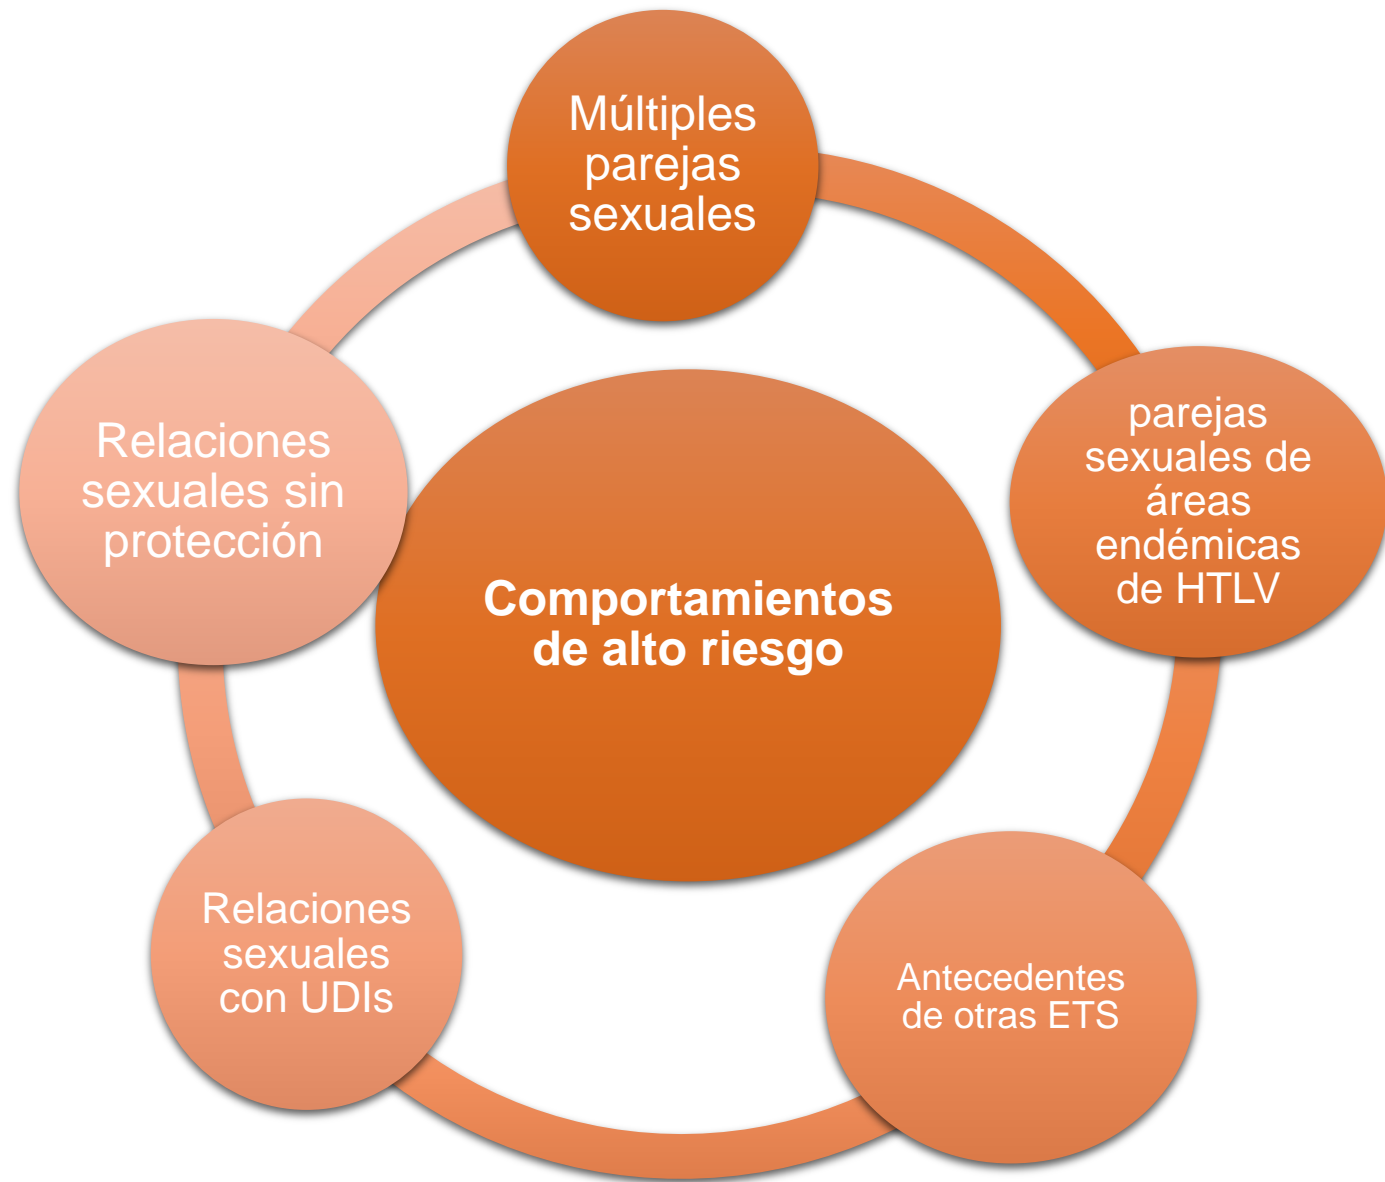 Múltiples
parejas
sexuales
parejas
sexuales de
áreas
endémicas
de HTLV
Relaciones
sexuales sin
protección
Comportamientos
de alto riesgo
Relaciones
sexuales
con UDIs
Antecedentes
de otras ETS